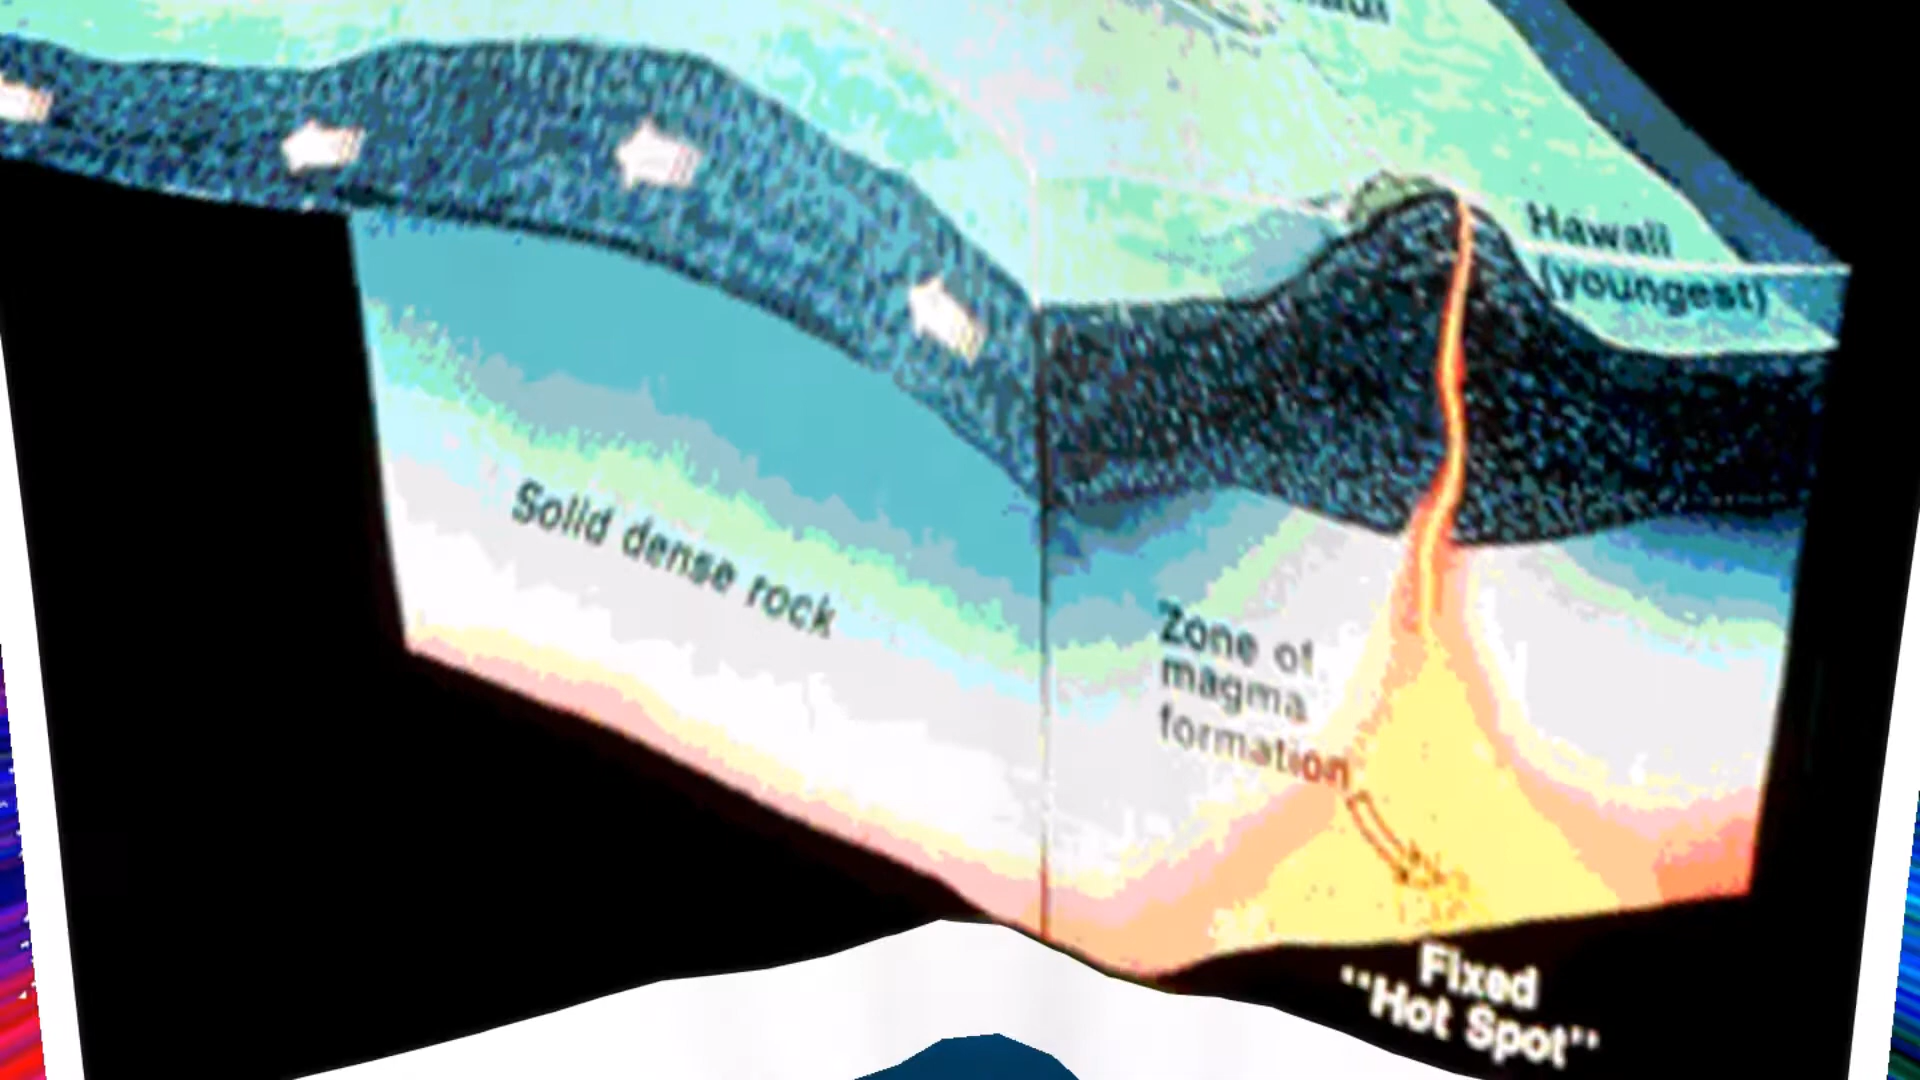 Hawaii
(youngest)
Solid dense rock
Zone of
magma
formation
Fixed
"Hot Spot"